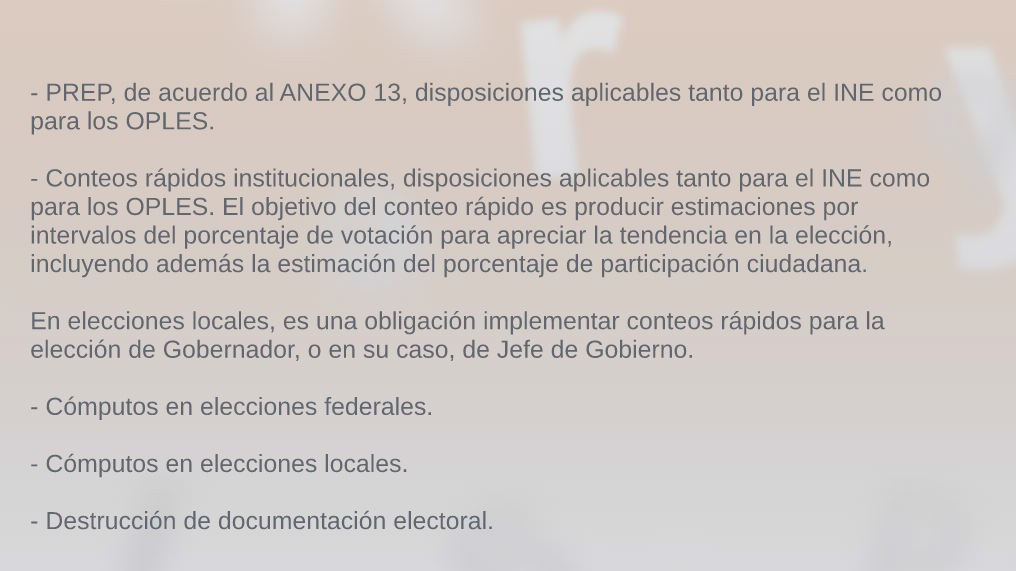 - PREP, de acuerdo al ANEXO 13, disposiciones aplicables tanto para el INE como
para los OPLES.
- Conteos rápidos institucionales, disposiciones aplicables tanto para el INE como
para los OPLES. El objetivo del conteo rápido es producir estimaciones por
intervalos del porcentaje de votación para apreciar la tendencia en la elección,
incluyendo además la estimación del porcentaje de participación ciudadana.
En elecciones locales, es una obligación implementar conteos rápidos para la
elección de Gobernador, o en su caso, de Jefe de Gobierno.
- Cómputos en elecciones federales.
- Cómputos en elecciones locales.
- Destrucción de documentación electoral.